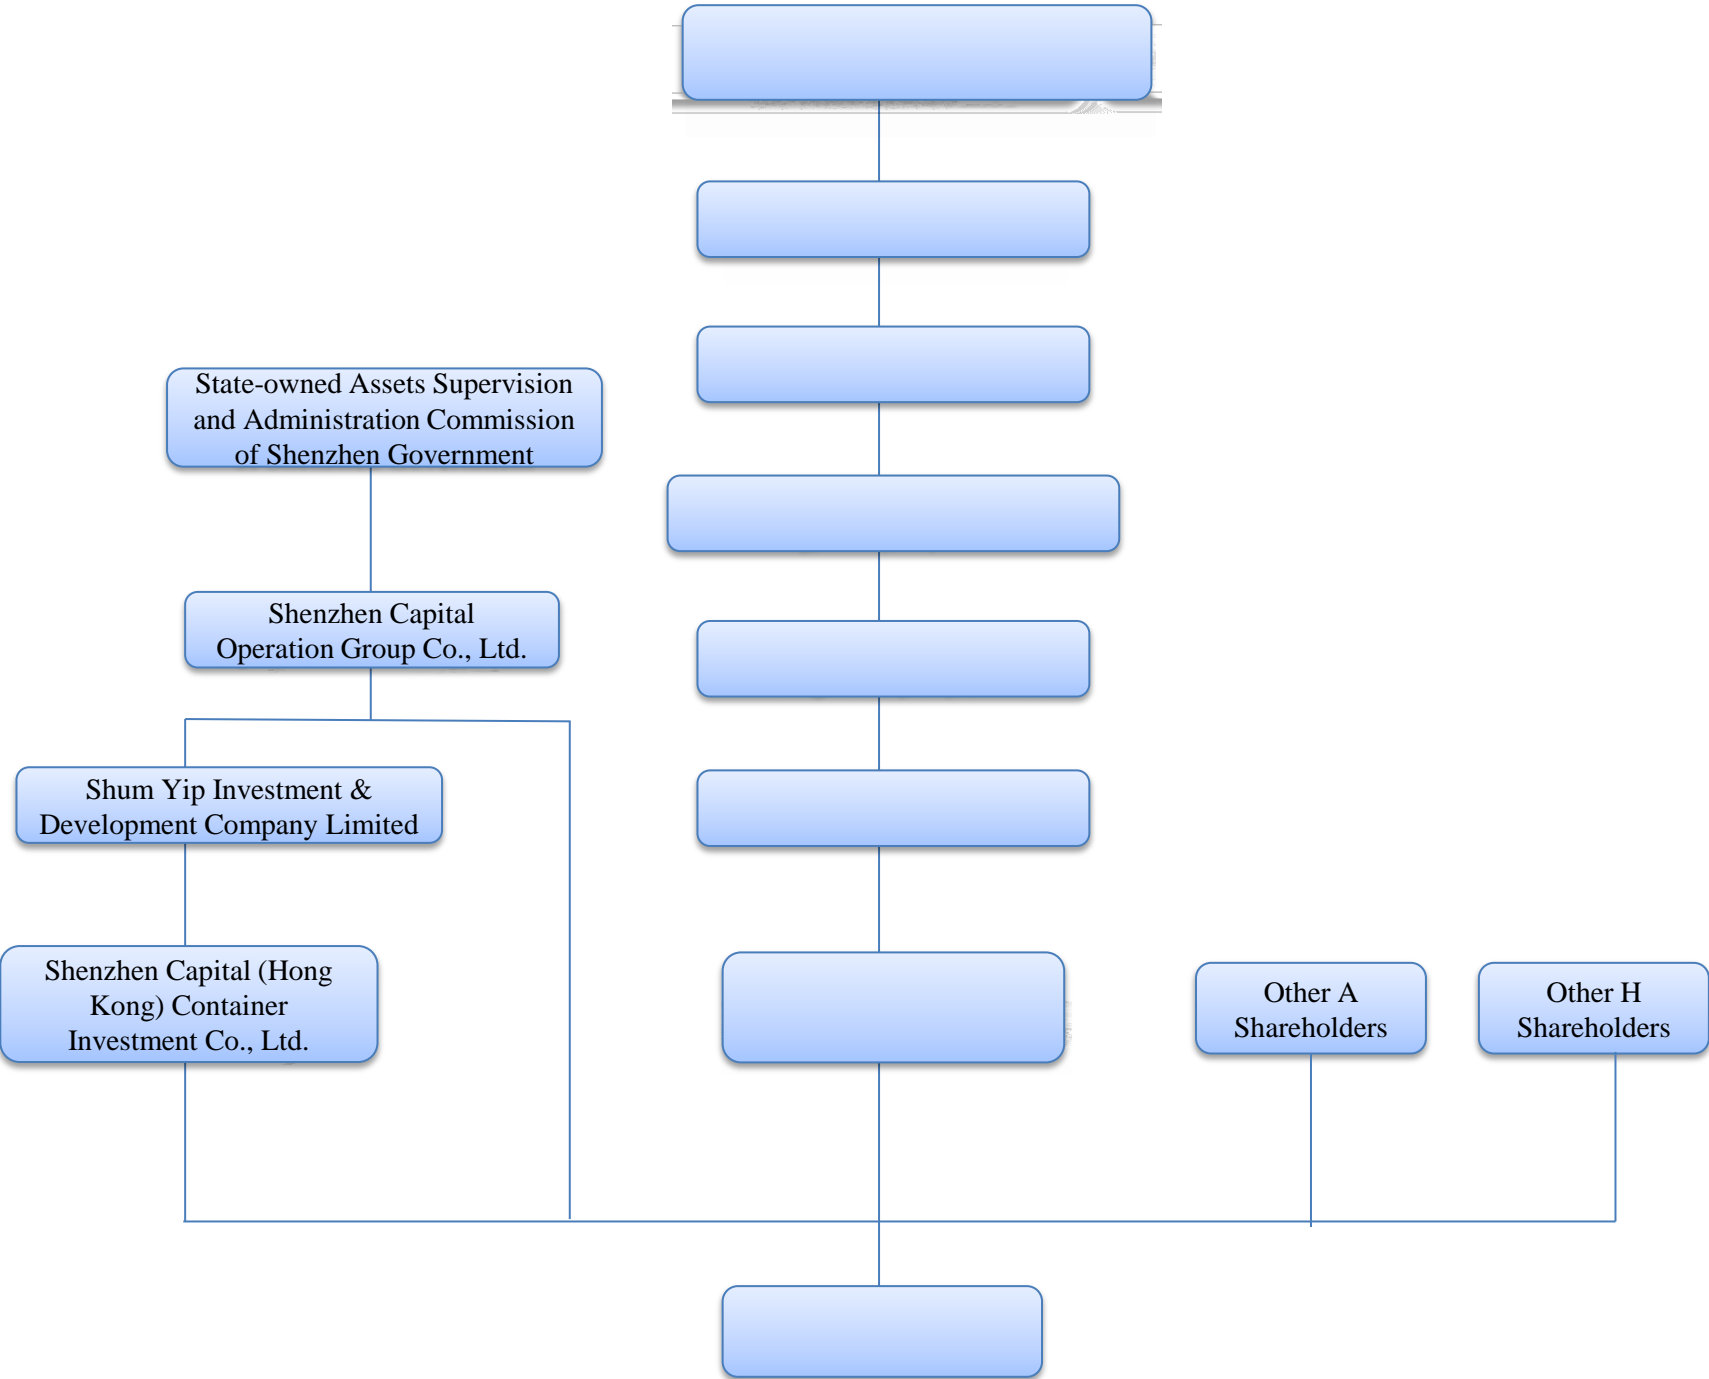 State-owned Assets Supervision
and Administration Commission
of Shenzhen Government
Shenzhen Capital
Operation Group Co., Ltd.
Shum Yip Investment &
Development Company Limited
Shenzhen Capital (Hong
Kong) Container
Investment Co., Ltd.
Other A
Shareholders
Other H
Shareholders